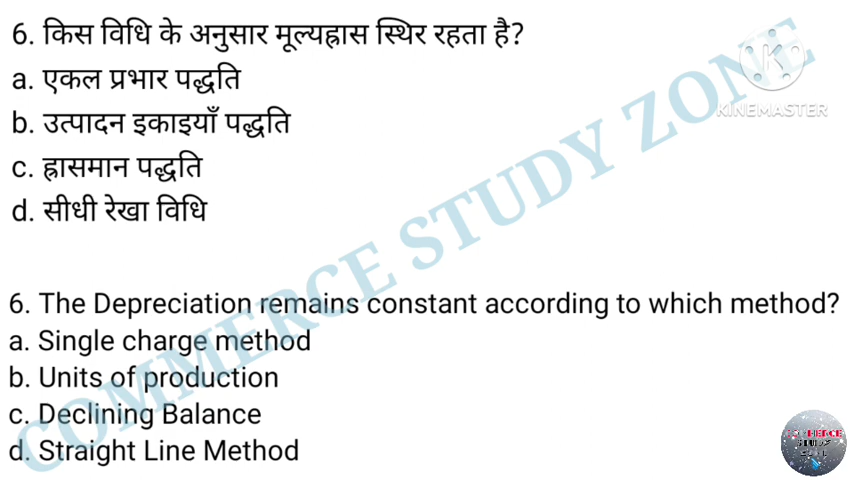 6. किस विधि के अनुसार मूल्यह्रास स्थिर रहता है?
a. एकल प्रभार पद्धति
b. उत्पादन इकाइयाँ पद्धति
c. ह्रासमान पद्धति
d. सीधी रेखा विधि
K
KINEMASTER
COMMERCE STUDY ZONE
6. The Depreciation remains constant according to which method?
a. Single charge method
b. Units of production
c. Declining Balance
d. Straight Line Method